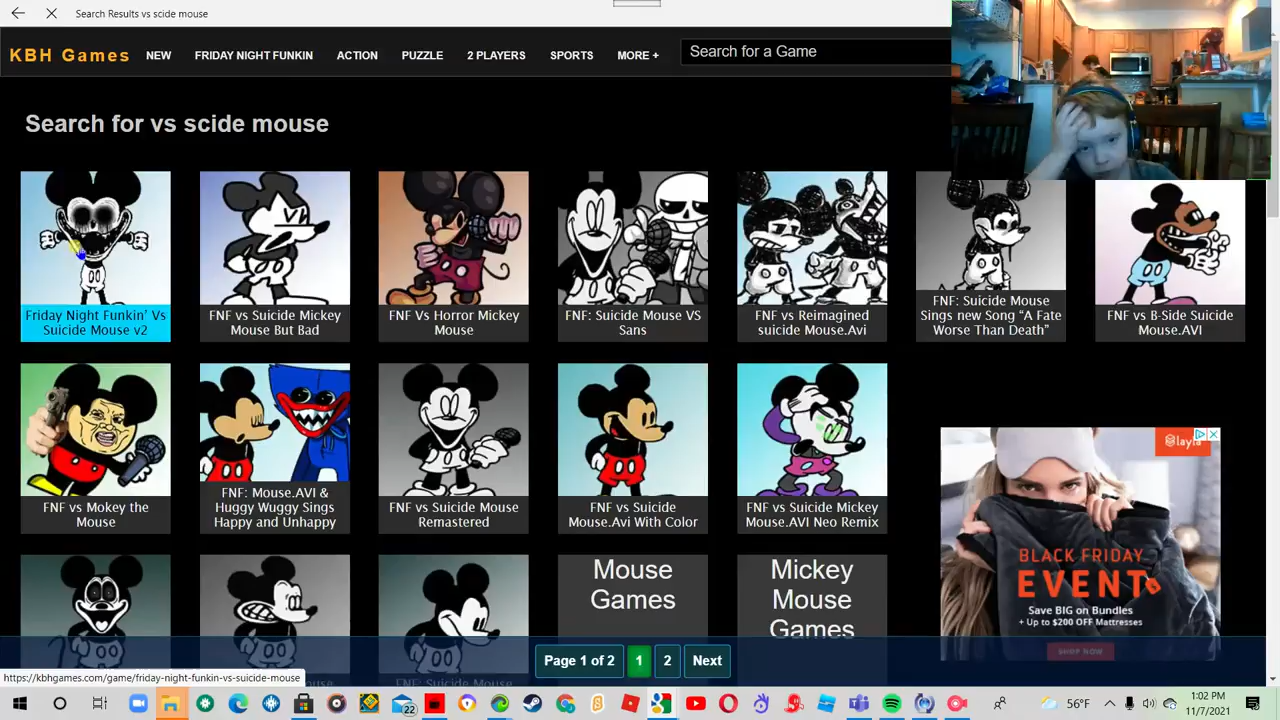 Search Results vs scide mouse
KBH Games
NEW
FRIDAY NIGHT FUNKIN
ACTION
PUZZLE
2 PLAYERS
SPORTS
MORE +
Search for a Game
Search for vs scide mouse
Friday Night Funkin' Vs
Suicide Mouse v2
FNF vs Suicide Mickey
Mouse But Bad
FNF Vs Horror Mickey
Mouse
FNF: Suicide Mouse VS
Sans
FNF vs Reimagined
suicide Mouse.Avi
FNF: Suicide Mouse
Sings new Song "A Fate
Worse Than Death"
FNF vs B-Side Suicide
Mouse.AVI
FNF vs Mokey the
Mouse
FNF: Mouse.AVI &
Huggy Wuggy Sings
Happy and Unhappy
FNF vs Suicide Mouse
Remastered
FNF vs Suicide
Mouse.Avi With Color
FNF vs Suicide Mickey
Mouse.AVI Neo Remix
layla
BLACK FRIDAY
EVENT
Save BIG on Bundles
+ Up to $200 OFF Mattresses
SHOP NOW
Mouse
Games
Mickey
Mouse
Games
Page 1 of 2
1
2
Next
https://kbhgames.com/game/friday-night-funkin-vs-suicide-mouse
22
56°F
1:02 PM
11/7/2021